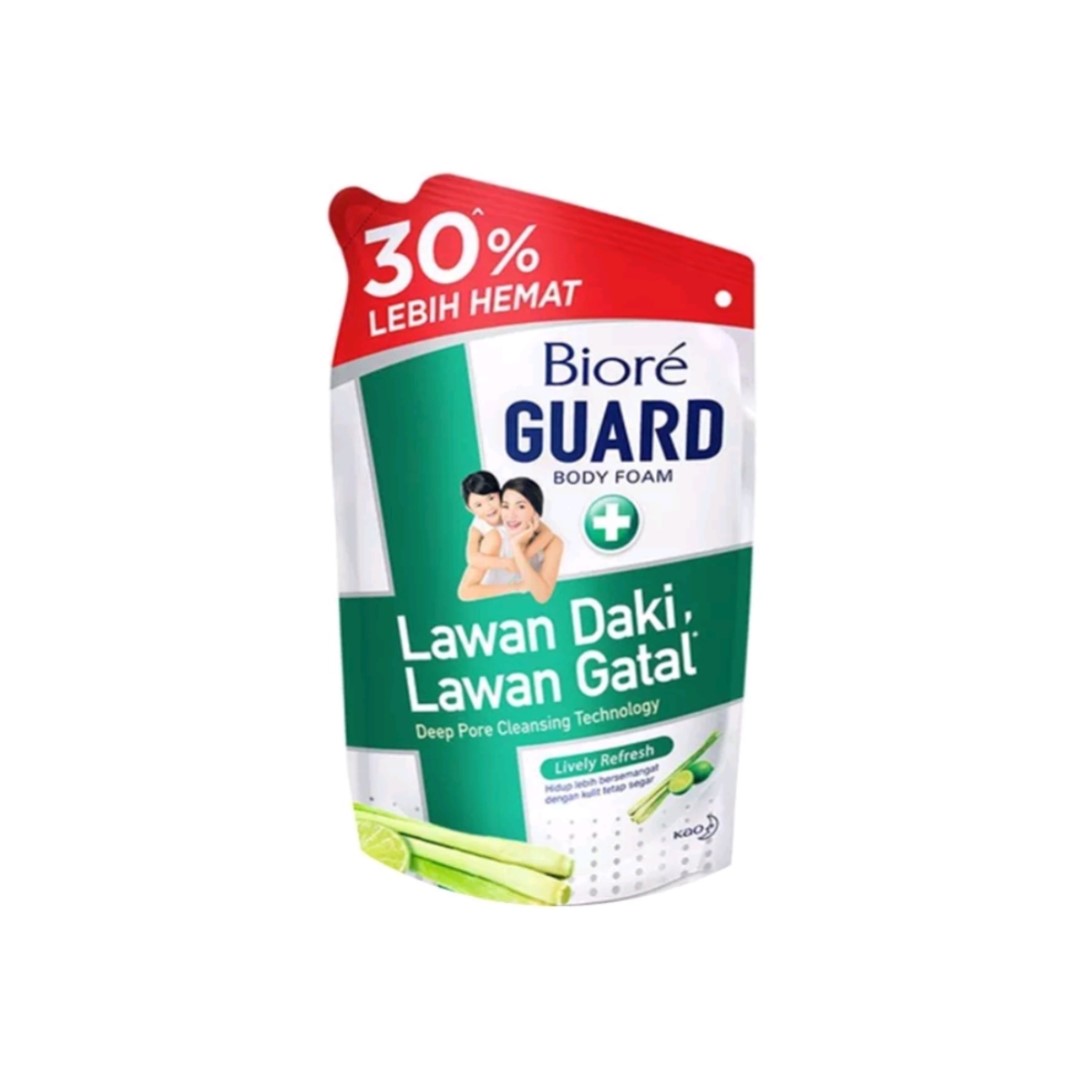 30^%
LEBIH HEMAT
Bioré
GUARD
BODY FOAM
Lawan Daki,
Lawan Gatal*
Deep Pore Cleansing Technology
Lively Refresh
Hidup lebih bersemangat
dengan kulit tetap segar
Kao